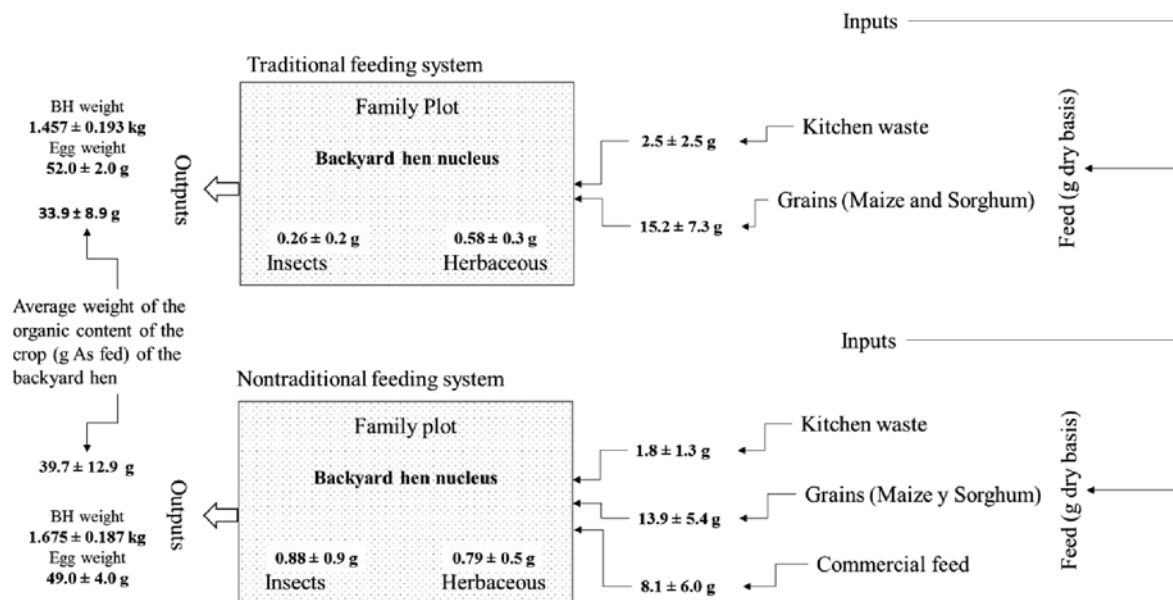 Inputs
Traditional feeding system
BH weight
1.457 ± 0.193 kg
Egg weight
52.0 ± 2.0 g
33.9 ± 8.9 g
Outputs
Family Plot
Backyard hen nucleus
0.26 ± 0.2 g
Insects
0.58 ± 0.3 g
Herbaceous
2.5 ± 2.5 g
Kitchen waste
15.2 ± 7.3 g
Grains (Maize and Sorghum)
Feed (g dry basis)
Average weight of the
organic content of the
crop (g As fed) of the
backyard hen
Inputs
Nontraditional feeding system
39.7 ± 12.9 g
BH weight
1.675 ± 0.187 kg
Egg weight
49.0 ± 4.0 g
Outputs
Family plot
Backyard hen nucleus
0.88 ± 0.9 g
Insects
0.79 ± 0.5 g
Herbaceous
1.8 ± 1.3 g
Kitchen waste
13.9 ± 5.4 g
Grains (Maize y Sorghum)
8.1 ± 6.0 g
Commercial feed
Feed (g dry basis)